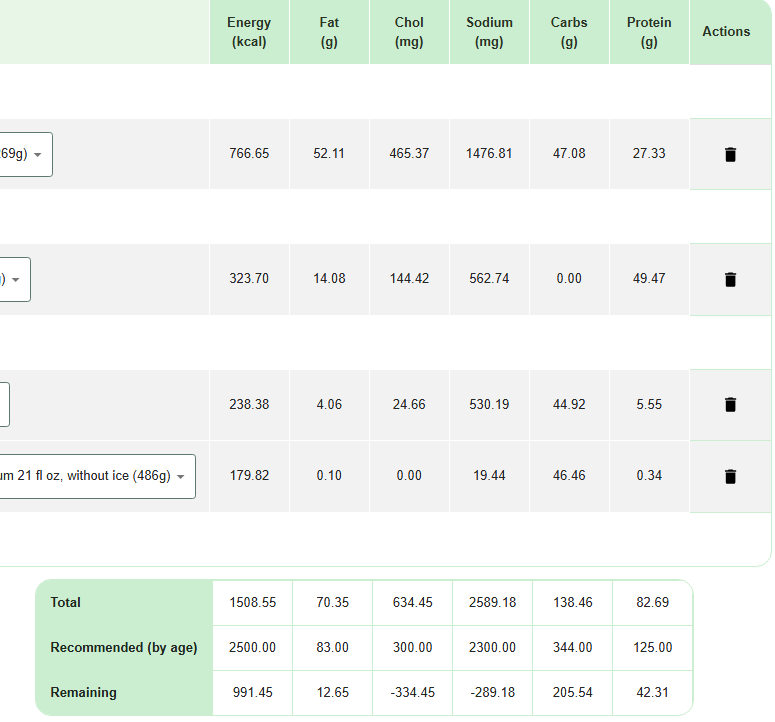 Energy (kcal) Fat (g) Chol (mg) Sodium (mg) Carbs (g) Protein (g) Actions
69g) 766.65 52.11 465.37 1476.81 47.08 27.33
) 323.70 14.08 144.42 562.74 0.00 49.47
238.38 4.06 24.66 530.19 44.92 5.55
21 fl oz, without ice (486g) 179.82 0.10 0.00 19.44 46.46 0.34
Total 1508.55 70.35 634.45 2589.18 138.46 82.69
Recommended (by age) 2500.00 83.00 300.00 2300.00 344.00 125.00
Remaining 991.45 12.65 -334.45 -289.18 205.54 42.31